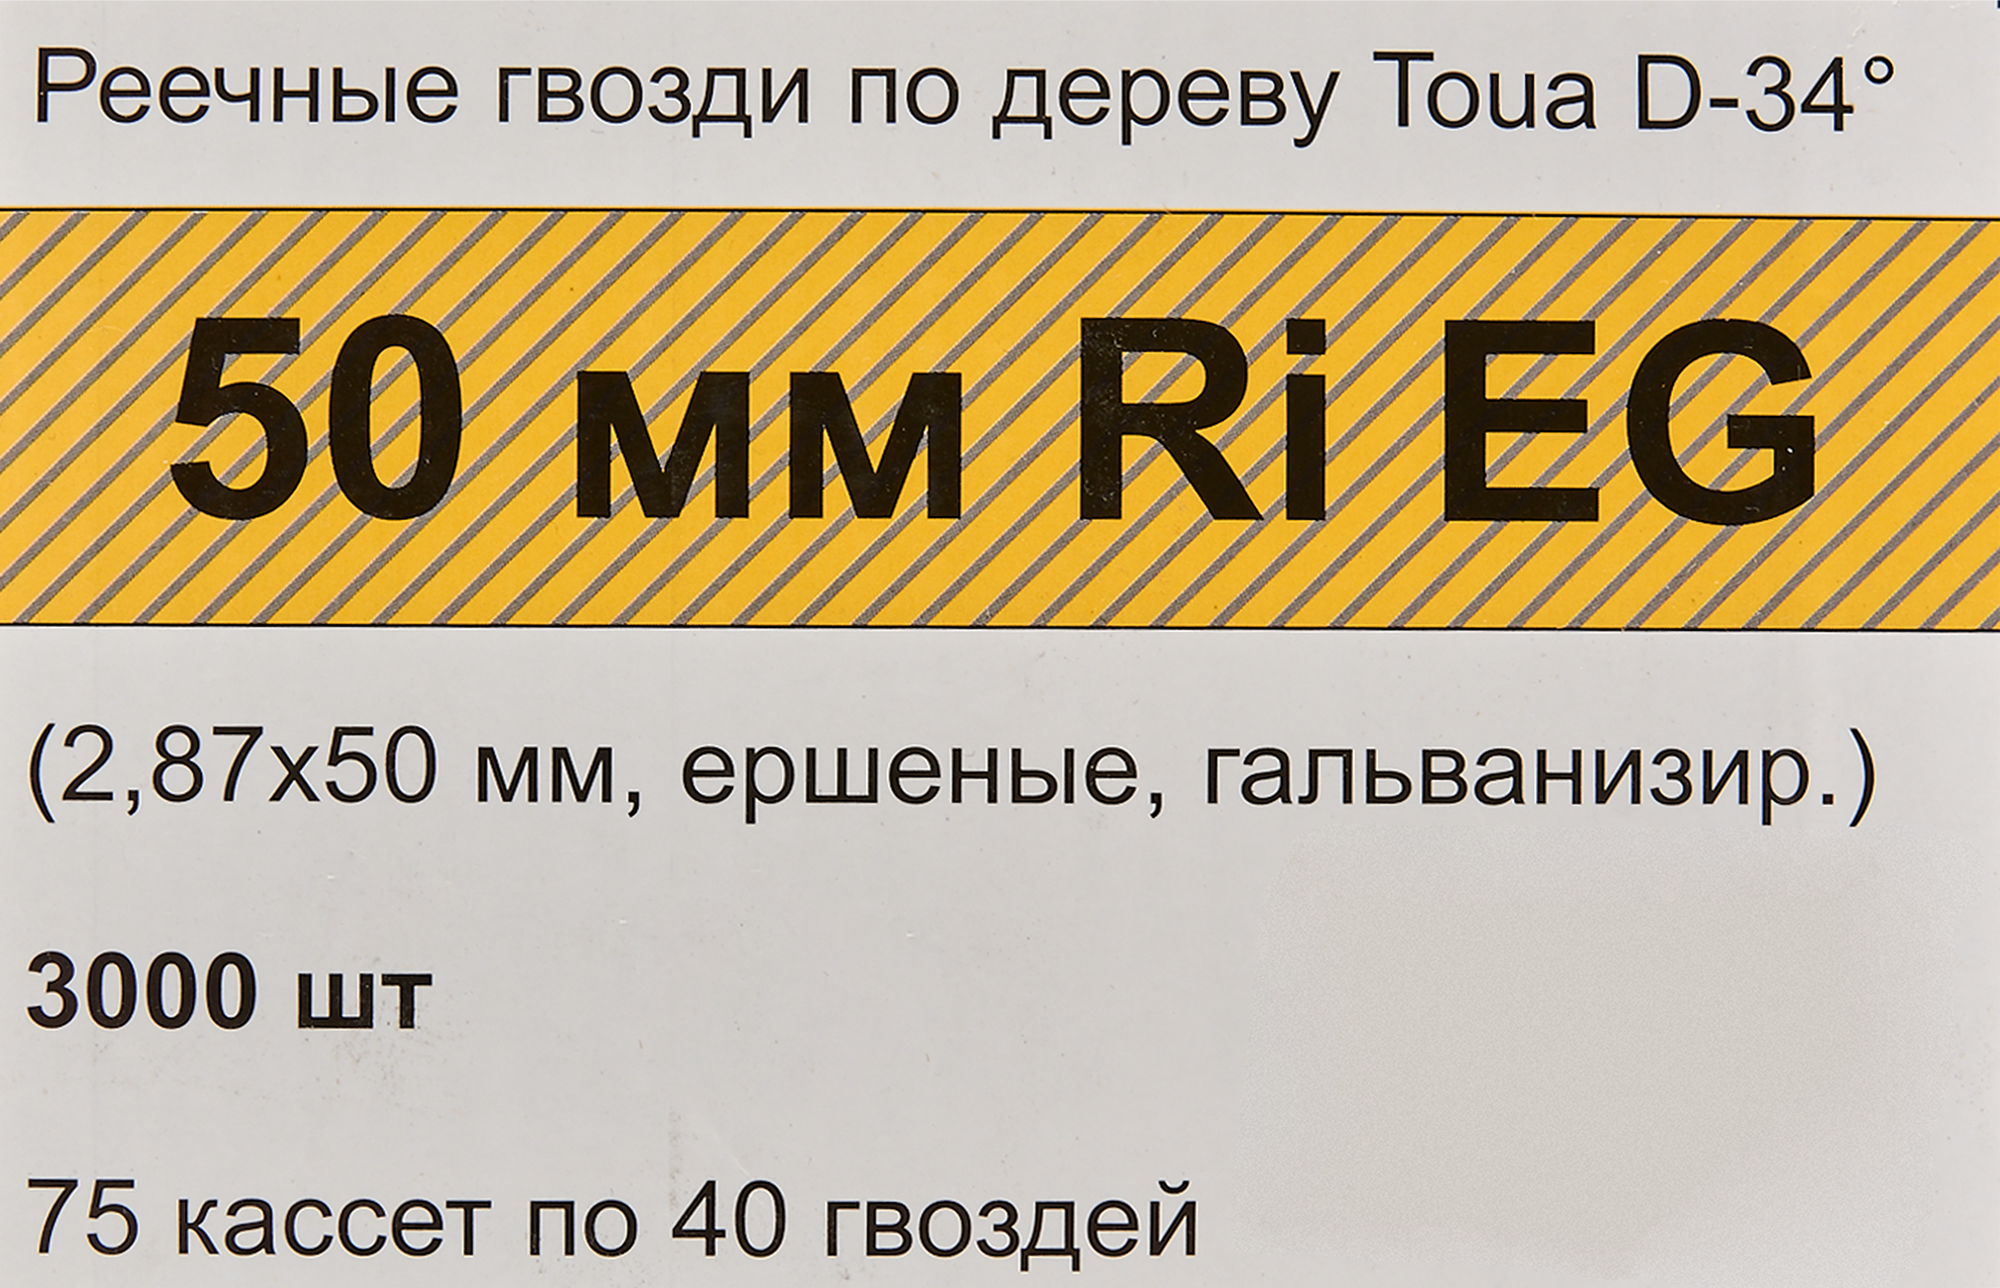 Реечные гвозди по дереву Toua D-34°
50 мм Ri EG
(2,87x50 мм, ершеные, гальванизир.)
3000 шт
75 кассет по 40 гвоздей